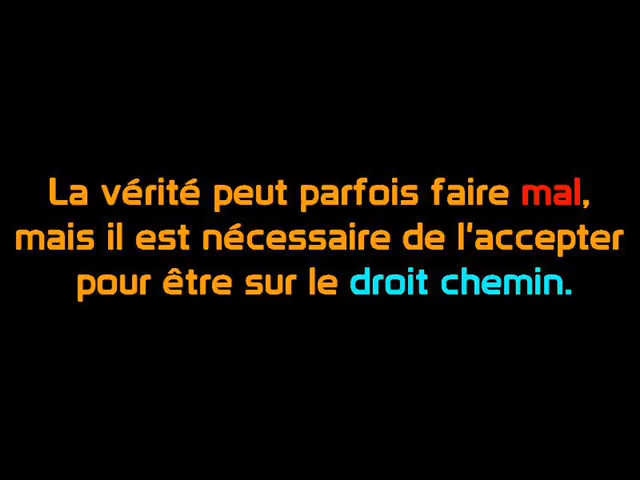 La vérité peut parfois faire mal,
mais il est nécessaire de l'accepter
pour être sur le droit chemin.